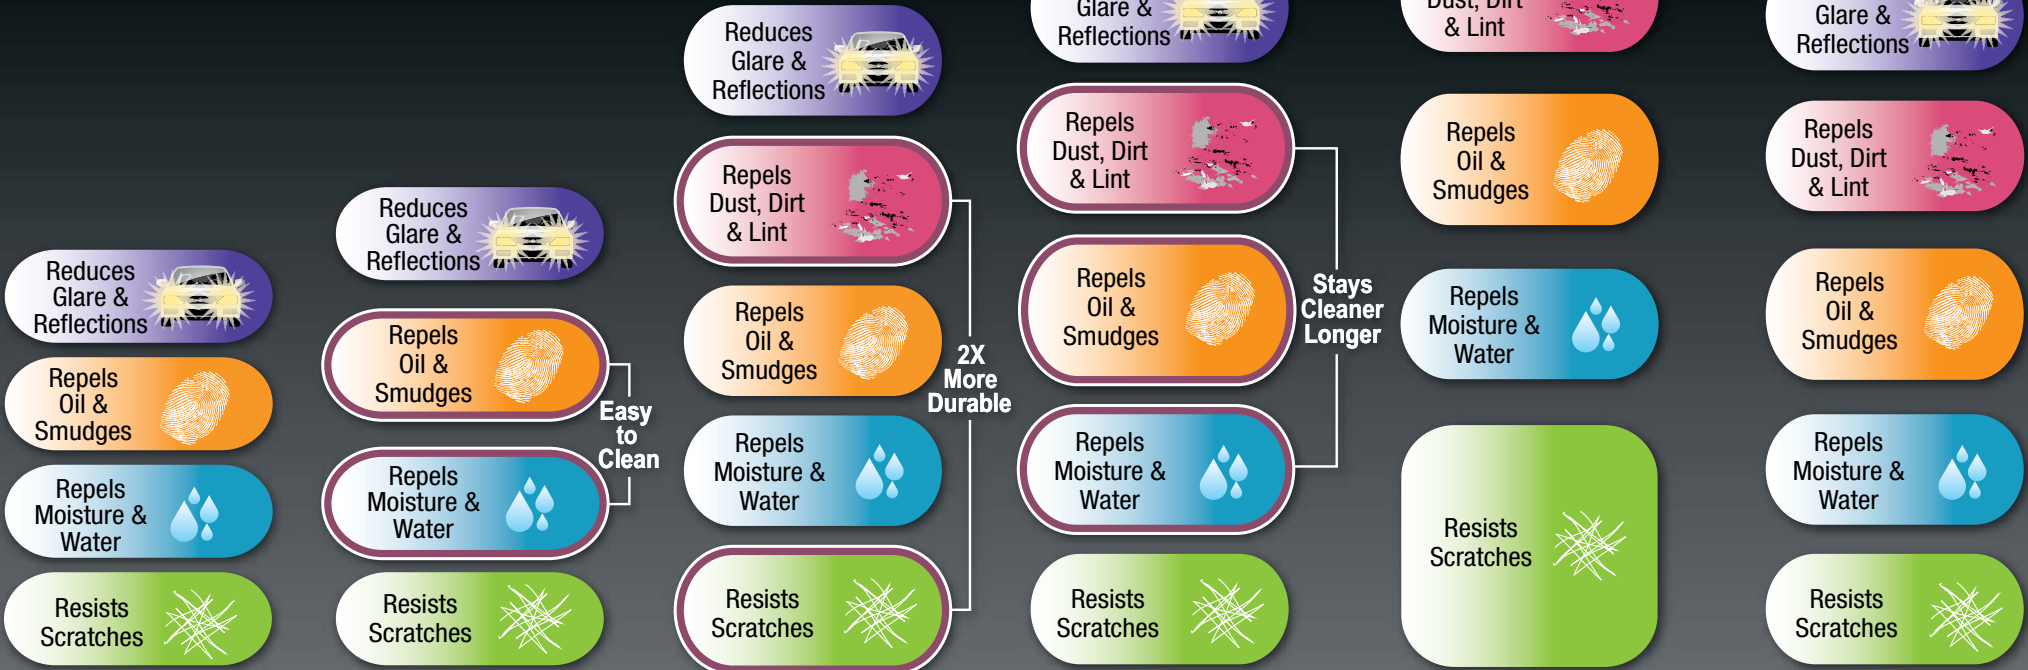 Reduces
Glare &
Reflections
Repels
Oil &
Smudges
Repels
Moisture &
Water
Resists
Scratches
Reduces
Glare &
Reflections
Repels
Oil &
Smudges
Repels
Moisture &
Water
Easy
to
Clean
Resists
Scratches
Reduces
Glare &
Reflections
Repels
Dust, Dirt
& Lint
Repels
Oil &
Smudges
Repels
Moisture &
Water
2X
More
Durable
Resists
Scratches
Glare &
Reflections
Repels
Dust, Dirt
& Lint
Repels
Oil &
Smudges
Repels
Moisture &
Water
Stays
Cleaner
Longer
Resists
Scratches
Dust, Dirt
& Lint
Repels
Oil &
Smudges
Repels
Moisture &
Water
Resists
Scratches
Glare &
Reflections
Repels
Dust, Dirt
& Lint
Repels
Oil &
Smudges
Repels
Moisture &
Water
Resists
Scratches